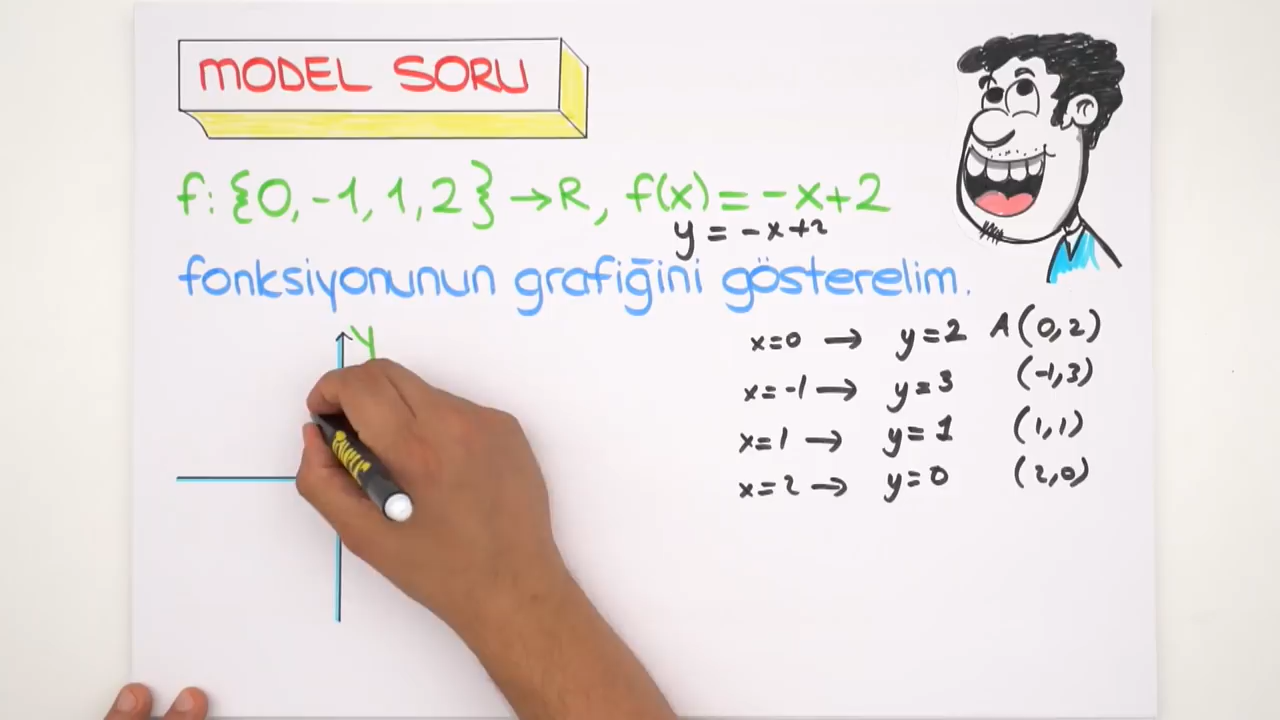 MODEL SORU
f: {0, -1, 1, 2} → R, f(x) = -x+2
y = -x+2
fonksiyonunun grafiğini gösterelim.
y
x=0 → y=2 A(0,2)
x=-1 → y=3 (-1,3)
x=1 → y=1 (1,1)
x=2 → y=0 (2,0)